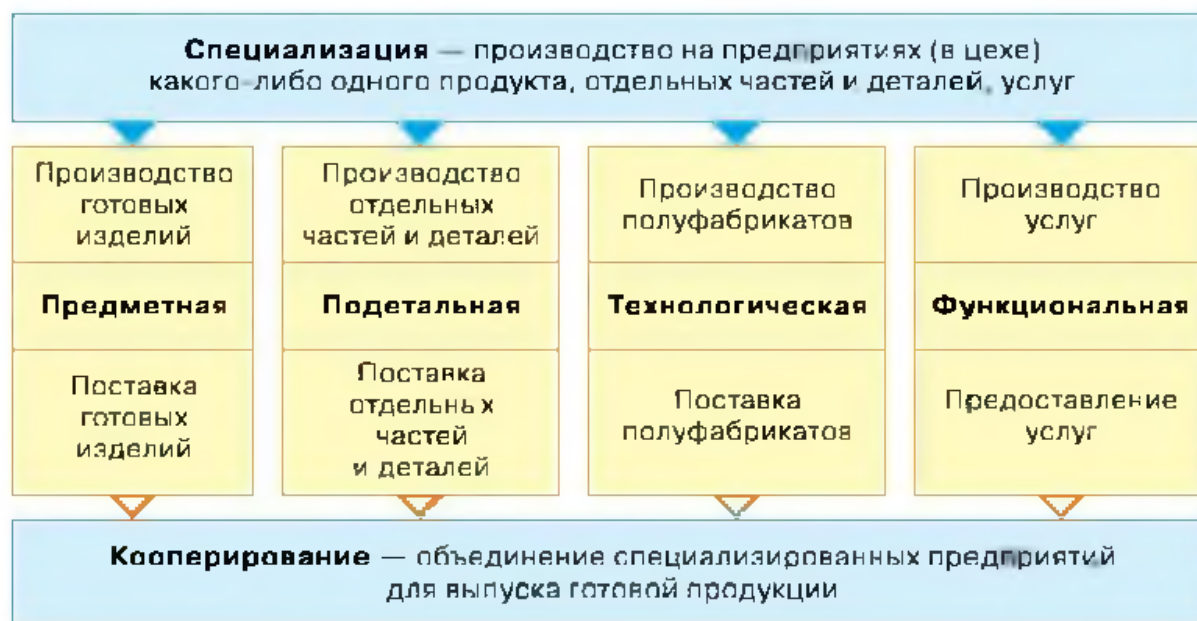 Специализация — производство на предприятиях (в цехе)
какого-либо одного продукта, отдельных частей и деталей, услуг
Производство
готовых
изделий
Предметная
Поставка
готовых
изделий
Производство
отдельных
частей и деталей
Подетальная
Поставка
отдельных
частей
и деталей
Производство
полуфабрикатов
Технологическая
Поставка
полуфабрикатов
Производство
услуг
Функциональная
Предоставление
услуг
Кооперирование — объединение специализированных предприятий
для выпуска готовой продукции